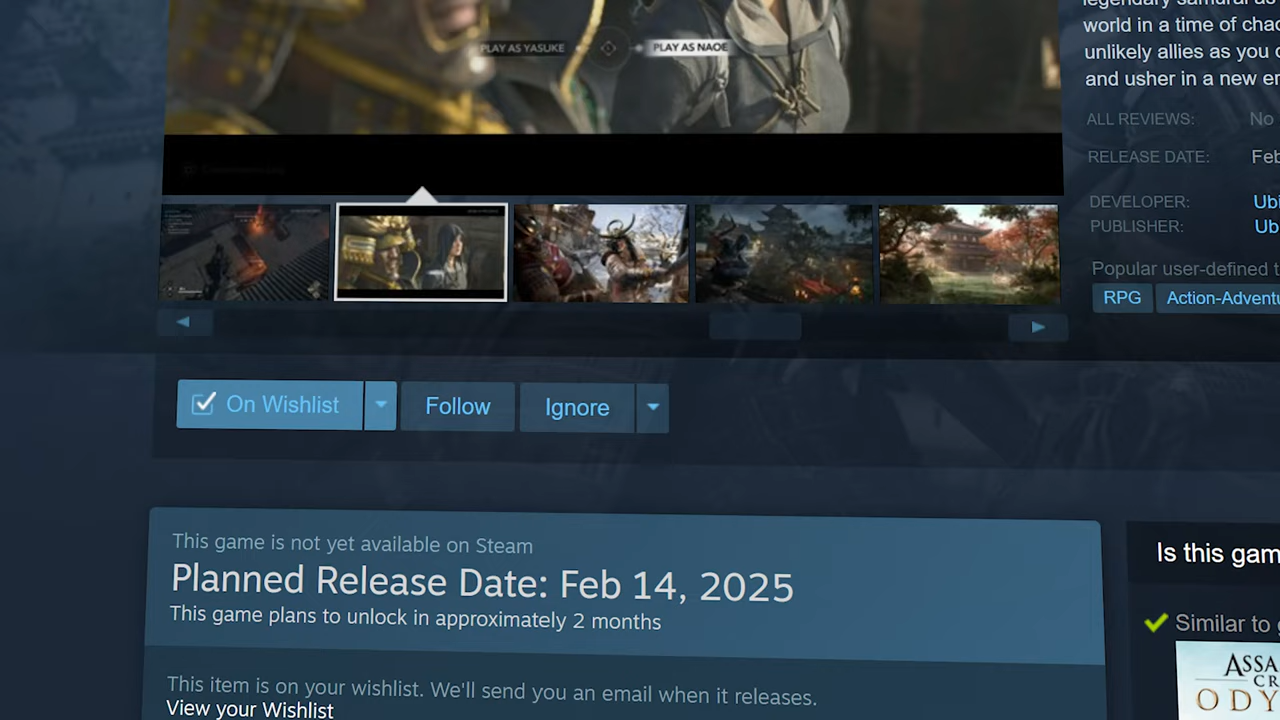 legendary samurai as
world in a time of chao
unlikely allies as you
and usher in a new er
PLAY AS YASUKE
PLAY AS NAOE
ALL REVIEWS: No
RELEASE DATE: Feb
DEVELOPER: Ubi
PUBLISHER: Ub
Popular user-defined t
RPG
Action-Adventu
On Wishlist
Follow
Ignore
This game is not yet available on Steam
Planned Release Date: Feb 14, 2025
This game plans to unlock in approximately 2 months
This item is on your wishlist. We'll send you an email when it releases.
View your Wishlist
Is this gam
Similar to
ASSA
CR
ODY